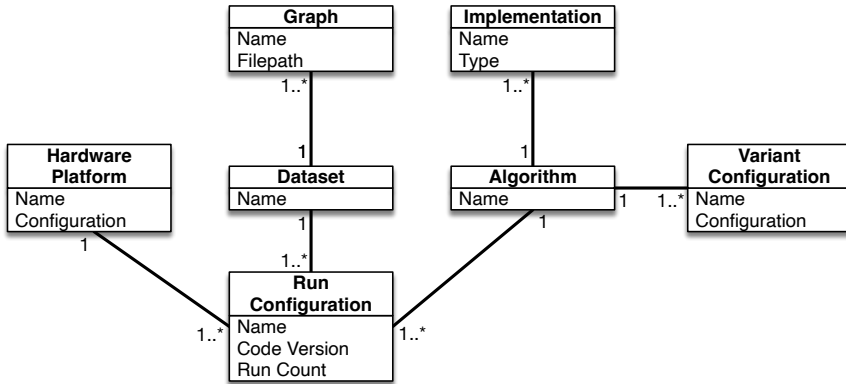 Graph
Name
Filepath
1..*
1
Implementation
Name
Type
1..*
1
Hardware
Platform
Name
Configuration
1
Dataset
Name
1
1..*
Algorithm
Name
1
1
1..*
Variant
Configuration
Name
Configuration
Run
Configuration
Name
Code Version
Run Count
1..*
1..*